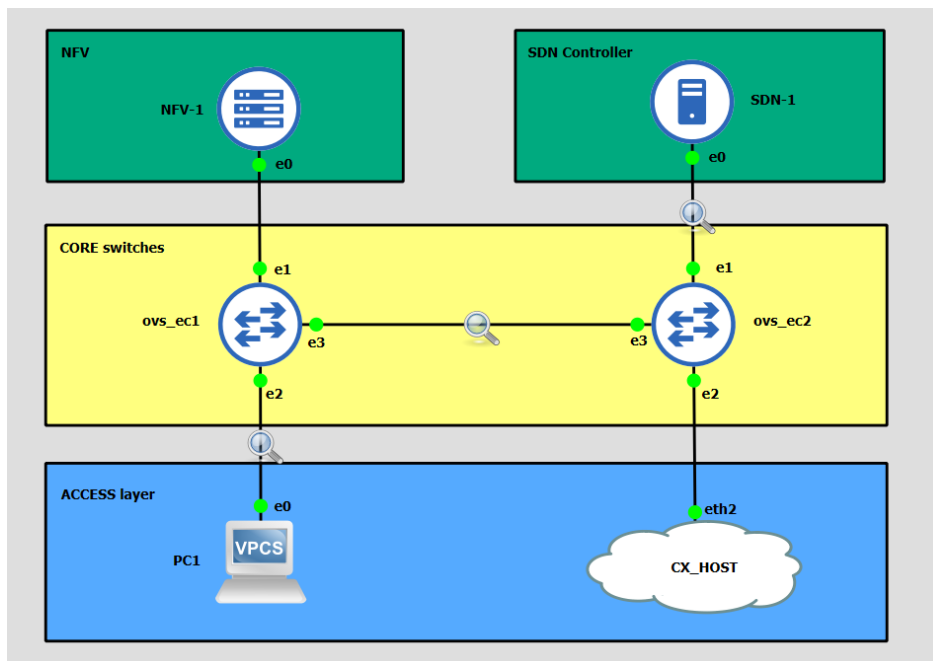 NFV
SDN Controller
NFV-1
SDN-1
e0
e0
CORE switches
e1
e1
ovs_ec1
ovs_ec2
e3
e3
e2
e2
ACCESS layer
e0
eth2
VPCS
PC1
CX_HOST